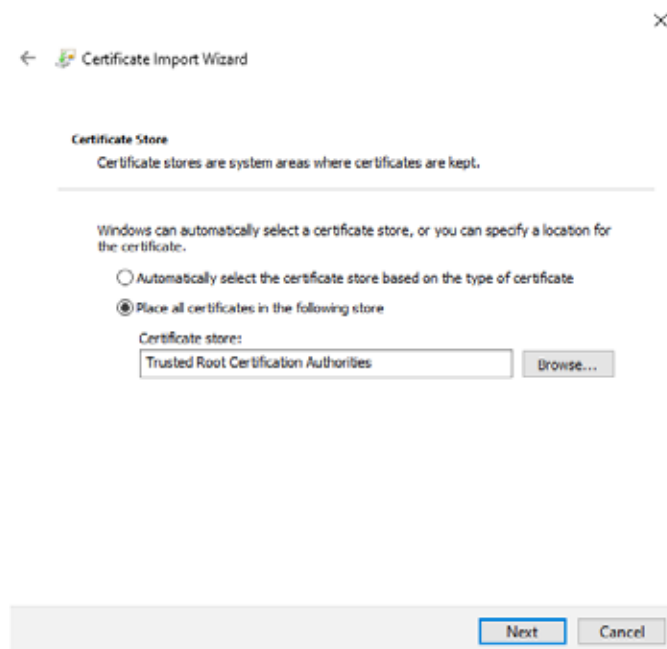 Certificate Import Wizard
Certificate Store
Certificate stores are system areas where certificates are kept.
Windows can automatically select a certificate store, or you can specify a location for
the certificate.
Automatically select the certificate store based on the type of certificate
Place all certificates in the following store
Certificate store:
Trusted Root Certification Authorities
Browse...
Next
Cancel